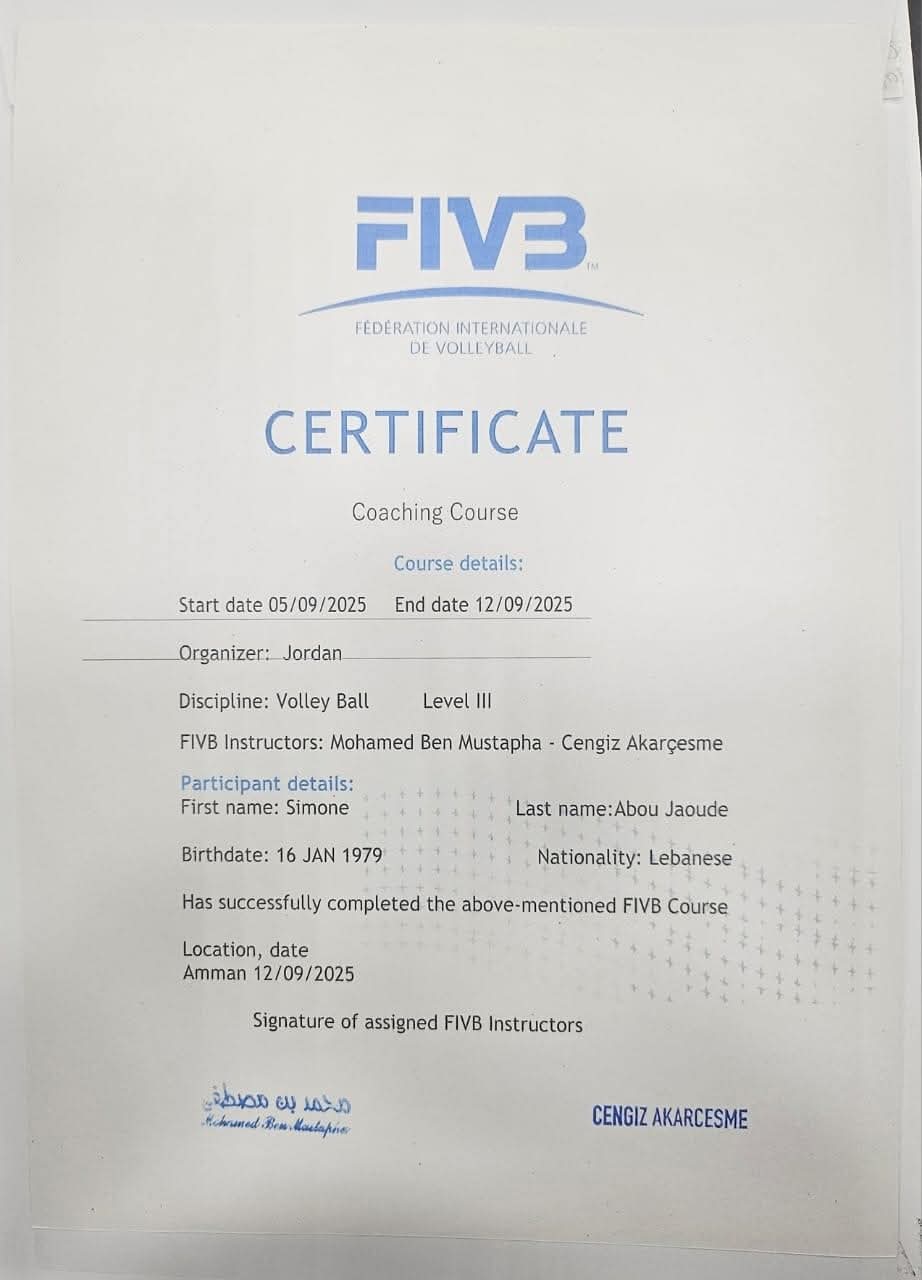 FIVB
TM
FÉDÉRATION INTERNATIONALE
DE VOLLEYBALL
CERTIFICATE
Coaching Course
Course details:
Start date 05/09/2025 End date 12/09/2025
Organizer: Jordan
Discipline: Volley Ball Level III
FIVB Instructors: Mohamed Ben Mustapha - Cengiz Akarçesme
Participant details:
First name: Simone Last name:Abou Jaoude
Birthdate: 16 JAN 1979 Nationality: Lebanese
Has successfully completed the above-mentioned FIVB Course
Location, date
Amman 12/09/2025
Signature of assigned FIVB Instructors
محمد بن مصطفى
Mohamed Ben Mustapha CENGIZ AKARCESME